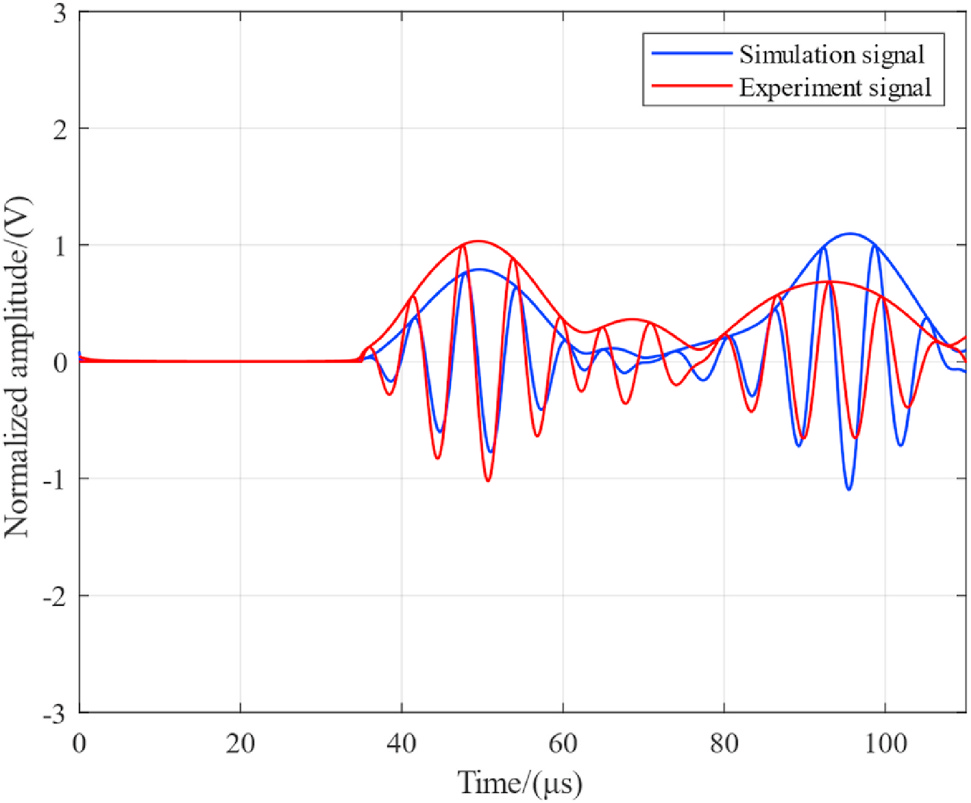 3
2
1
0
-1
-2
-3
Normalized amplitude/(V)
Simulation signal
Experiment signal
0 20 40 60 80 100
Time/(μs)